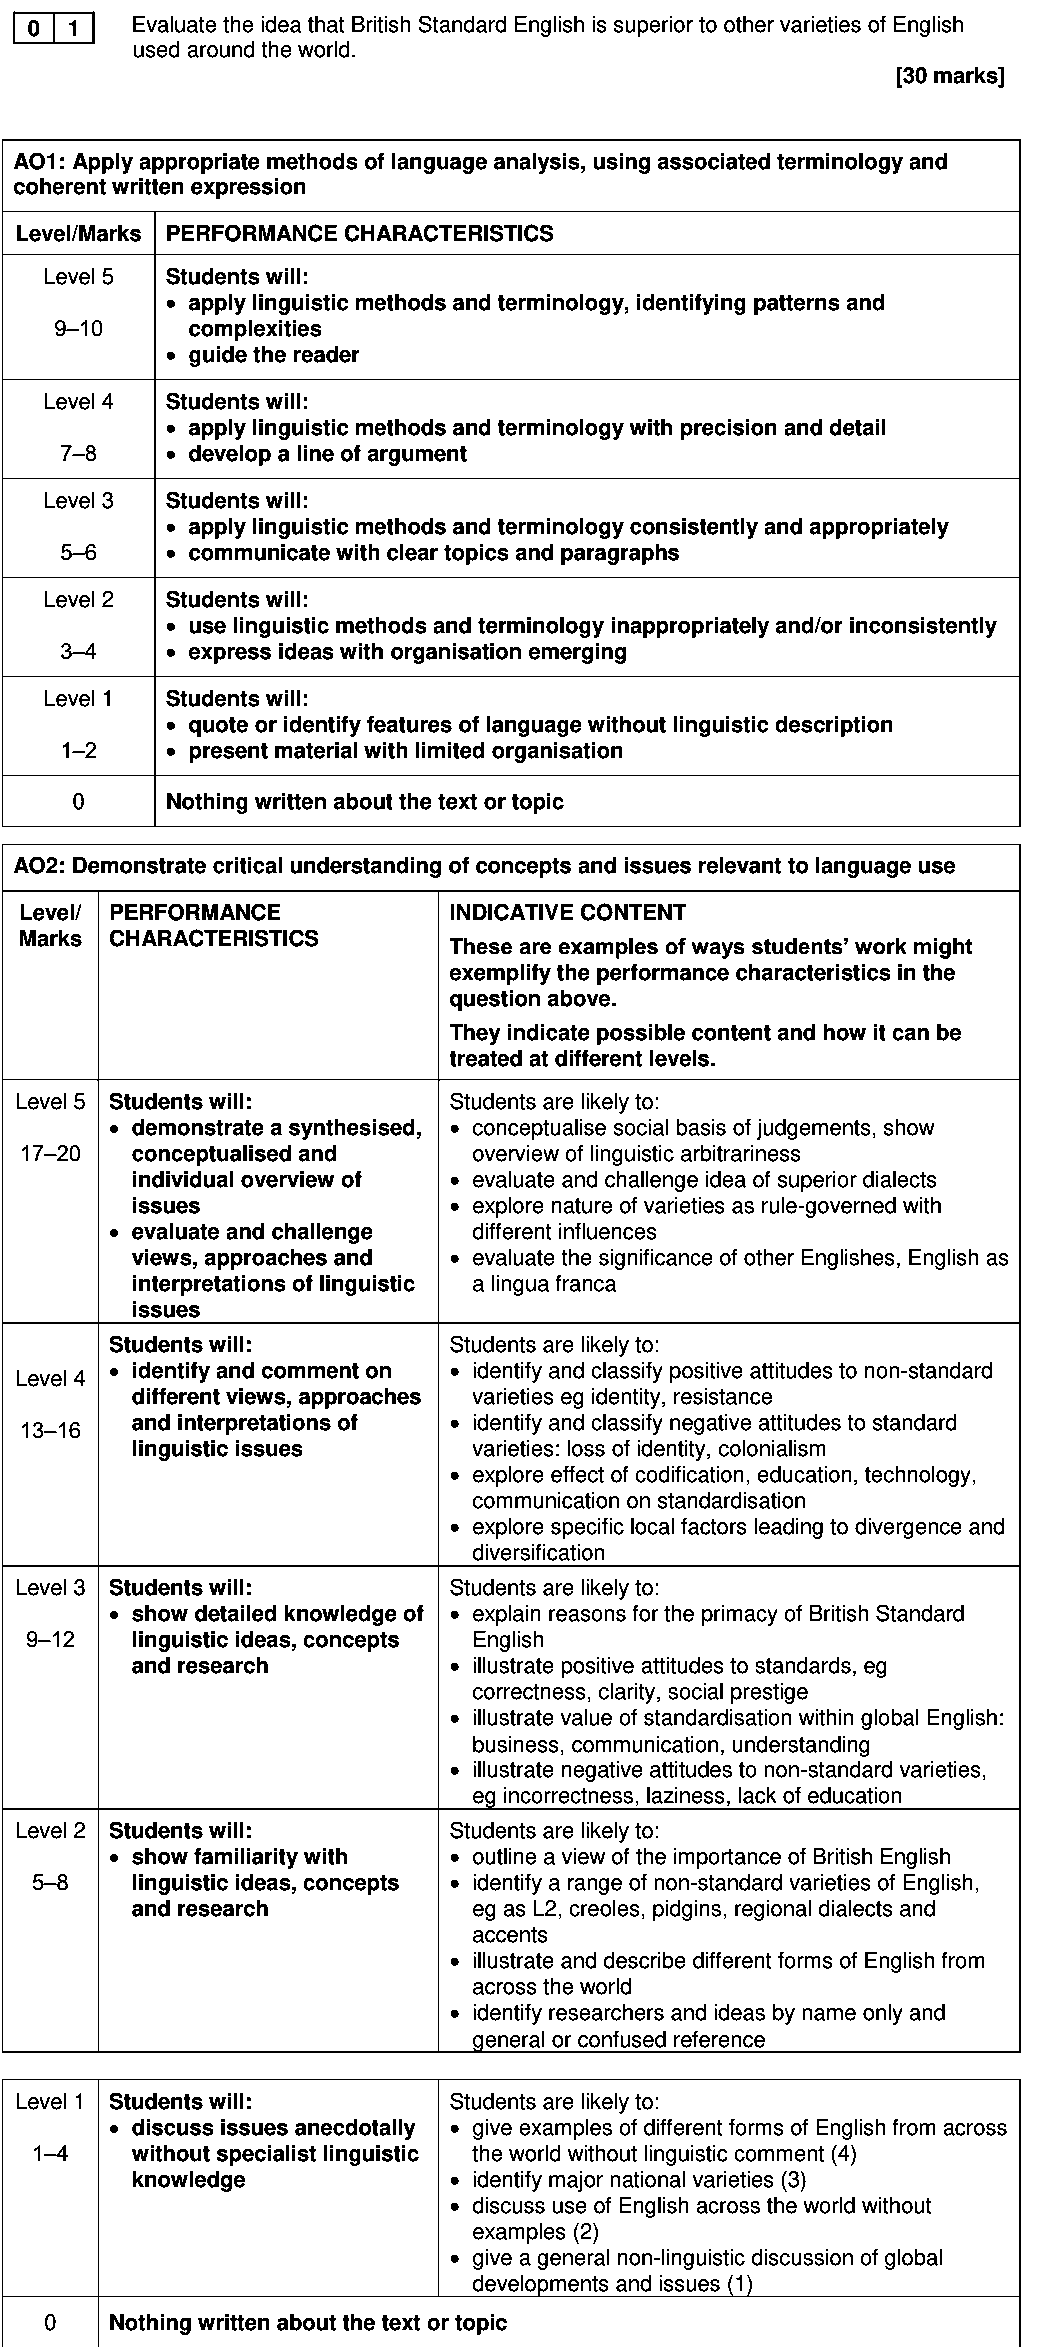 0 1
Evaluate the idea that British Standard English is superior to other varieties of English
used around the world.
[30 marks]
AO1: Apply appropriate methods of language analysis, using associated terminology and
coherent written expression
Level/Marks
PERFORMANCE CHARACTERISTICS
Level 5
9–10
Students will:
• apply linguistic methods and terminology, identifying patterns and
complexities
• guide the reader
Level 4
7–8
Students will:
• apply linguistic methods and terminology with precision and detail
• develop a line of argument
Level 3
5–6
Students will:
• apply linguistic methods and terminology consistently and appropriately
• communicate with clear topics and paragraphs
Level 2
3–4
Students will:
• use linguistic methods and terminology inappropriately and/or inconsistently
• express ideas with organisation emerging
Level 1
1–2
Students will:
• quote or identify features of language without linguistic description
• present material with limited organisation
0
Nothing written about the text or topic
AO2: Demonstrate critical understanding of concepts and issues relevant to language use
Level/
Marks
PERFORMANCE
CHARACTERISTICS
INDICATIVE CONTENT
These are examples of ways students' work might
exemplify the performance characteristics in the
question above.
They indicate possible content and how it can be
treated at different levels.
Level 5
17–20
Students will:
• demonstrate a synthesised,
conceptualised and
individual overview of
issues
• evaluate and challenge
views, approaches and
interpretations of linguistic
issues
Students are likely to:
• conceptualise social basis of judgements, show
overview of linguistic arbitrariness
• evaluate and challenge idea of superior dialects
• explore nature of varieties as rule-governed with
different influences
• evaluate the significance of other Englishes, English as
a lingua franca
Level 4
13–16
Students will:
• identify and comment on
different views, approaches
and interpretations of
linguistic issues
Students are likely to:
• identify and classify positive attitudes to non-standard
varieties eg identity, resistance
• identify and classify negative attitudes to standard
varieties: loss of identity, colonialism
• explore effect of codification, education, technology,
communication on standardisation
• explore specific local factors leading to divergence and
diversification
Level 3
9–12
Students will:
• show detailed knowledge of
linguistic ideas, concepts
and research
Students are likely to:
• explain reasons for the primacy of British Standard
English
• illustrate positive attitudes to standards, eg
correctness, clarity, social prestige
• illustrate value of standardisation within global English:
business, communication, understanding
• illustrate negative attitudes to non-standard varieties,
eg incorrectness, laziness, lack of education
Level 2
5–8
Students will:
• show familiarity with
linguistic ideas, concepts
and research
Students are likely to:
• outline a view of the importance of British English
• identify a range of non-standard varieties of English,
eg as L2, creoles, pidgins, regional dialects and
accents
• illustrate and describe different forms of English from
across the world
• identify researchers and ideas by name only and
general or confused reference
Level 1
1–4
Students will:
• discuss issues anecdotally
without specialist linguistic
knowledge
Students are likely to:
• give examples of different forms of English from across
the world without linguistic comment (4)
• identify major national varieties (3)
• discuss use of English across the world without
examples (2)
• give a general non-linguistic discussion of global
developments and issues (1)
0
Nothing written about the text or topic